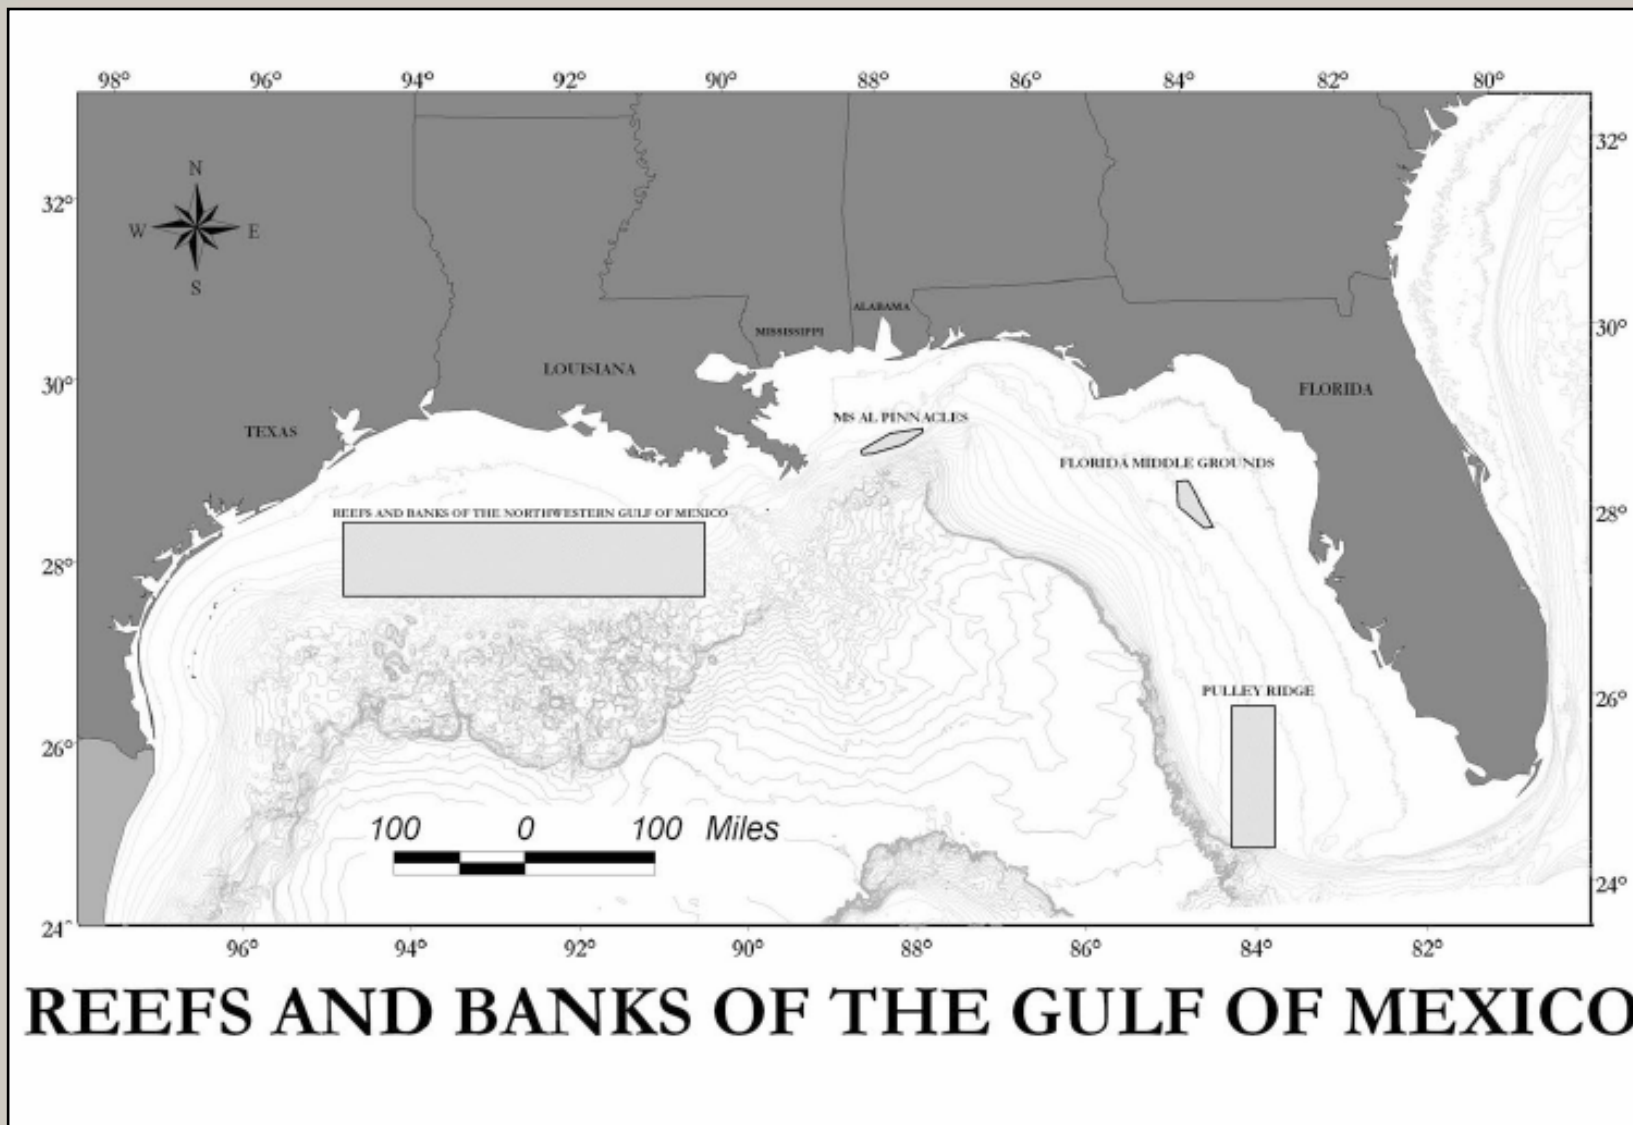 98° 96° 94° 92° 90° 88° 86° 84° 82° 80°
32°
N
32°
W E
S
ALABAMA
30°
MISSISSIPPI
LOUISIANA
30°
FLORIDA
MS AL PINNACLES
TEXAS
FLORIDA MIDDLE GROUNDS
REEFS AND BANKS OF THE NORTHWESTERN GULF OF MEXICO
28°
28°
PULLEY RIDGE
26°
26°
100 0 100 Miles
24°
24°
96° 94° 92° 90° 88° 86° 84° 82°
REEFS AND BANKS OF THE GULF OF MEXICO